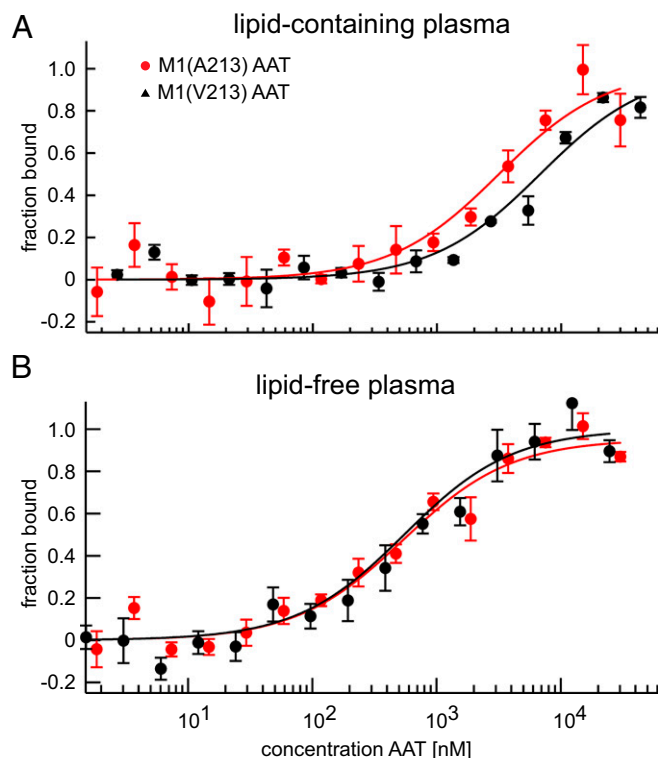 A
lipid-containing plasma
M1(A213) AAT
M1(V213) AAT
fraction bound
1.0
0.8
0.6
0.4
0.2
0
-0.2
B
lipid-free plasma
fraction bound
1.0
0.8
0.6
0.4
0.2
0
-0.2
10¹ 10² 10³ 10⁴
concentration AAT [nM]